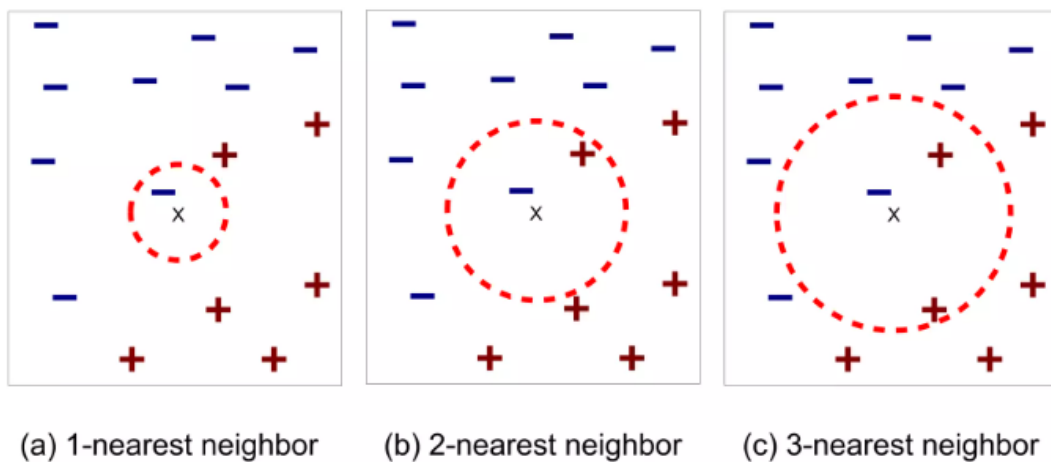 X
X
X
(a) 1-nearest neighbor
(b) 2-nearest neighbor
(c) 3-nearest neighbor